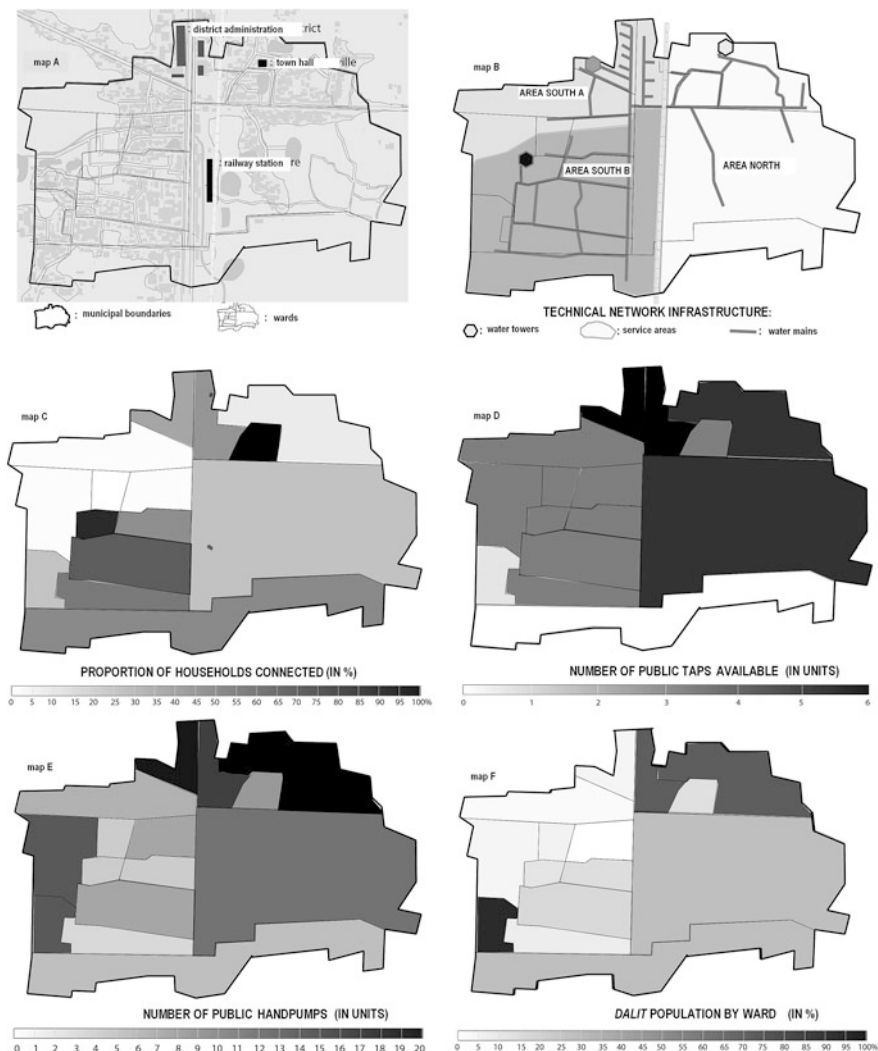 : district administration
rict
map A
: town hall
ville
: railway station
re
: municipal boundaries
: wards
map B
AREA SOUTH A
AREA SOUTH B
AREA NORTH
TECHNICAL NETWORK INFRASTRUCTURE:
: water towers
: service areas
: water mains
map C
PROPORTION OF HOUSEHOLDS CONNECTED (IN %)
0 5 10 15 20 25 30 35 40 45 50 55 60 65 70 75 80 85 90 95 100%
map D
NUMBER OF PUBLIC TAPS AVAILABLE (IN UNITS)
0 1 2 3 4 5 6
map E
NUMBER OF PUBLIC HANDPUMPS (IN UNITS)
0 1 2 3 4 5 6 7 8 9 10 11 12 13 14 15 16 17 18 19 20
map F
DALIT POPULATION BY WARD (IN %)
0 5 10 15 20 25 30 35 40 45 50 55 60 65 70 75 80 85 90 95 100%